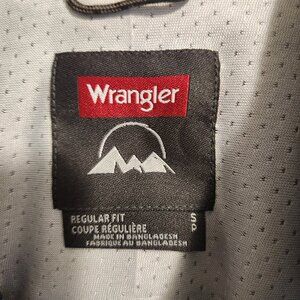 Wrangler
REGULAR FIT S
COUPE RÉGULIÈRE P
MADE IN BANGLADESH
FABRIQUÉ AU BANGLADESH